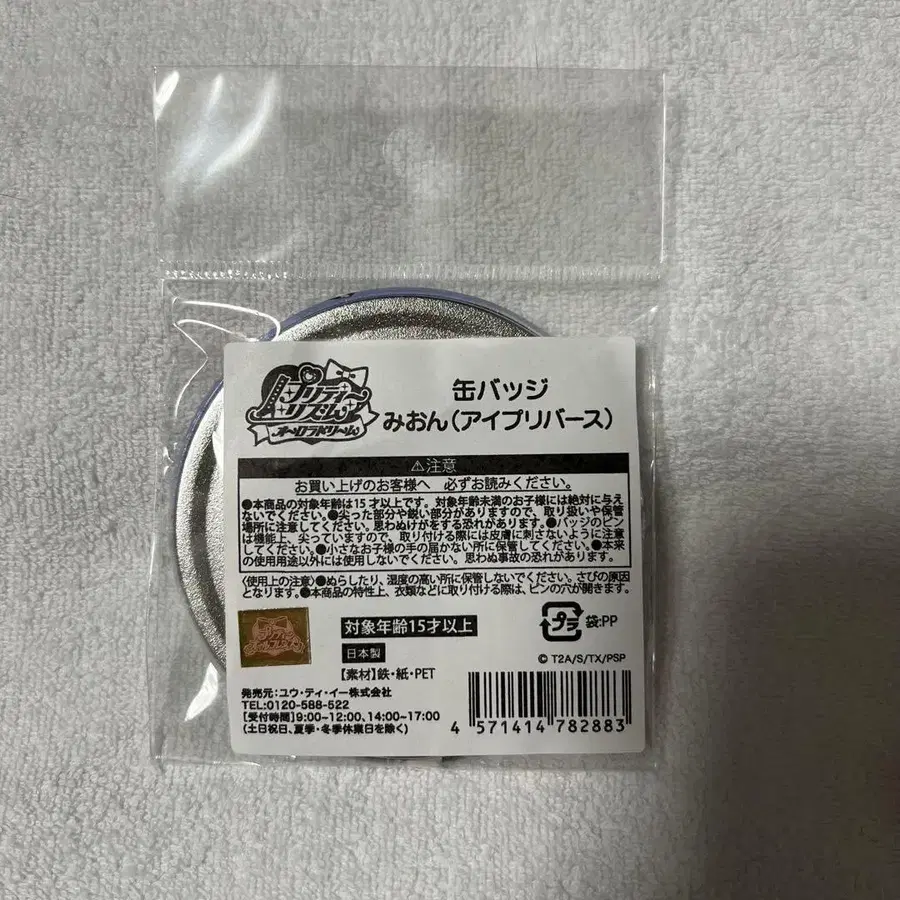 プリティー
リズム
オーロラドリーム
缶バッジ
みおん(アイプリバース)
⚠注意
お買い上げのお客様へ 必ずお読みください。
●本商品の対象年齢は15才以上です。対象年齢未満のお子様には絶対に与え
ないでください。●尖った部分や鋭い部分がありますので、取り扱いや保管
場所に注意してください。思わぬけがをする恐れがあります。●バッジのピン
は機能上、尖っていますので、取り付ける際には皮膚に刺さないように注意
してください。●小さなお子様の手の届かない所に保管してください。●本来
の使用用途以外には使用しないでください。思わぬ事故の恐れがあります。
〈使用上の注意〉●ぬらしたり、湿度の高い所に保管しないでください。さびの原因
となります。●本商品の特性上、衣類などに取り付ける際は、ピンの穴が開きます。
対象年齢15才以上
プラ 袋:PP
日本製
© T2A/S/TX/PSP
【素材】鉄・紙・PET
発売元:ユウ・ティ・イー株式会社
TEL:0120-588-522
【受付時間】9:00~12:00、14:00~17:00
(土日祝日、夏季・冬季休業日を除く)
4 571414 782883